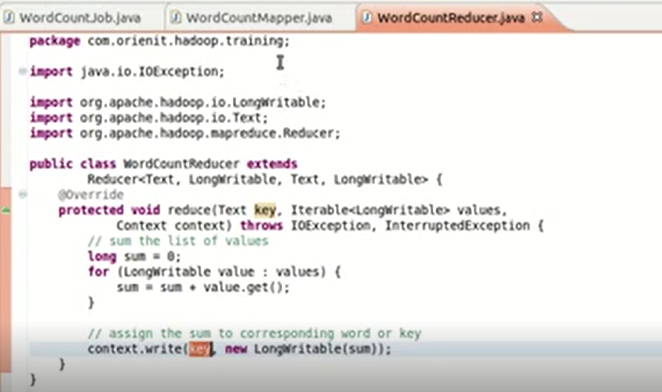 WordCountJob.java WordCountMapper.java WordCountReducer.java
package com.orienit.hadoop.training;
import java.io.IOException;
import org.apache.hadoop.io.LongWritable;
import org.apache.hadoop.io.Text;
import org.apache.hadoop.mapreduce.Reducer;
public class WordCountReducer extends
Reducer<Text, LongWritable, Text, LongWritable> {
@Override
protected void reduce(Text key, Iterable<LongWritable> values,
Context context) throws IOException, InterruptedException {
// sum the list of values
long sum = 0;
for (LongWritable value : values) {
sum = sum + value.get();
}
// assign the sum to corresponding word or key
context.write(key, new LongWritable(sum));
}
}